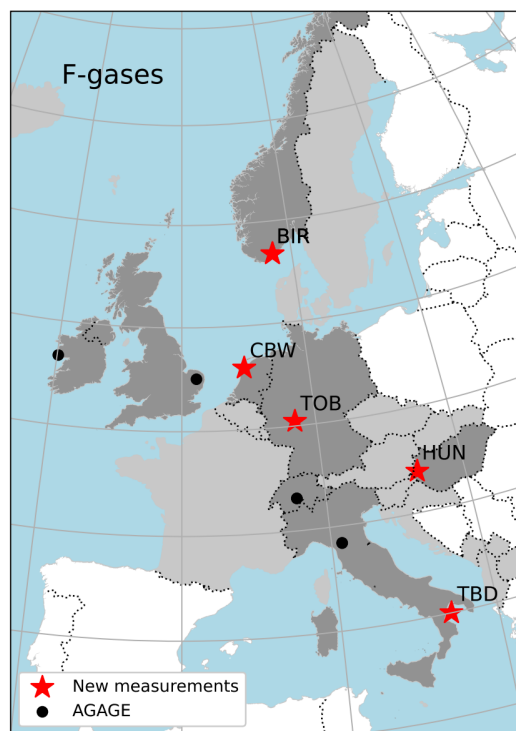 F-gases
BIR
CBW
TOB
HUN
TBD
New measurements
AGAGE